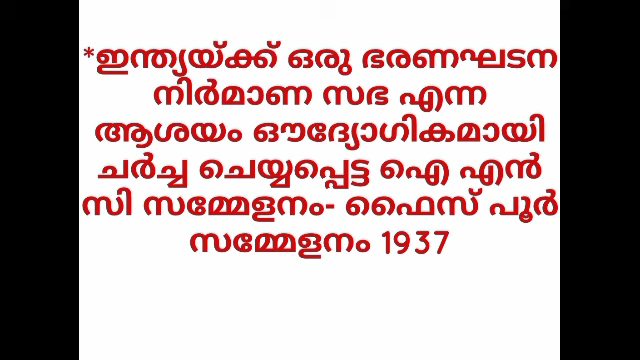 *ഇന്ത്യയ്ക്ക് ഒരു ഭരണഘടന
നിർമാണ സഭ എന്ന
ആശയം ഔദ്യോഗികമായി
ചർച്ച ചെയ്യപ്പെട്ട ഐ എൻ
സി സമ്മേളനം- ഫൈസ് പൂർ
സമ്മേളനം 1937